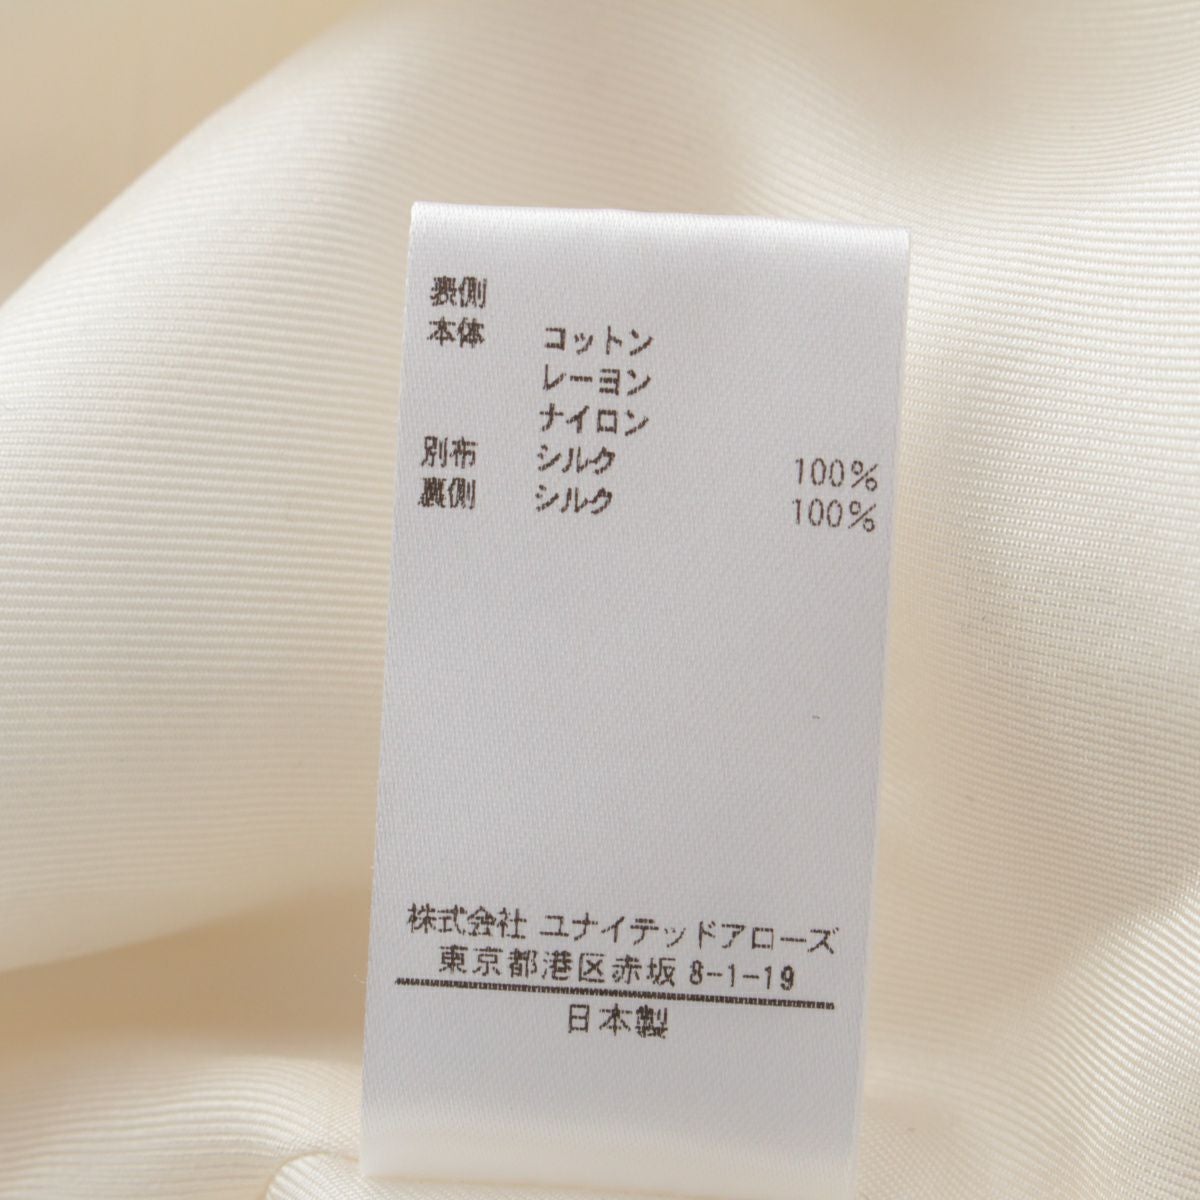 表側
本体 コットン
レーヨン
ナイロン
別布 シルク 100%
裏側 シルク 100%
株式会社 ユナイテッドアローズ
東京都港区赤坂 8-1-19
日本製